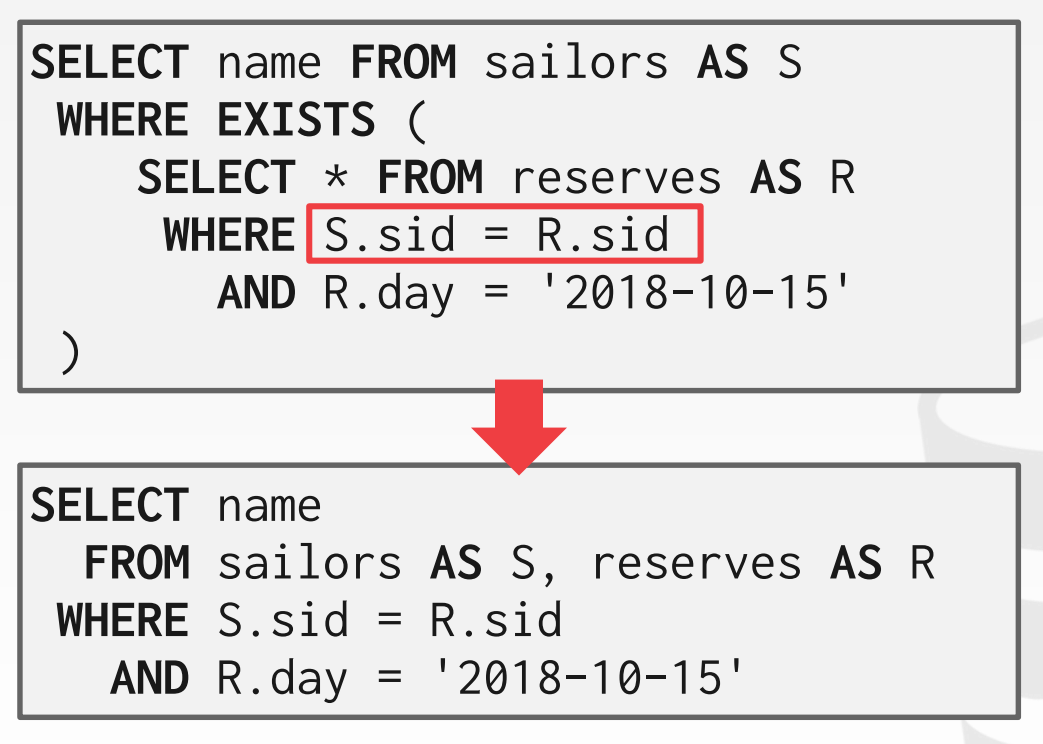 SELECT name FROM sailors AS S
WHERE EXISTS (
SELECT * FROM reserves AS R
WHERE S.sid = R.sid
AND R.day = '2018-10-15'
)
SELECT name
FROM sailors AS S, reserves AS R
WHERE S.sid = R.sid
AND R.day = '2018-10-15'